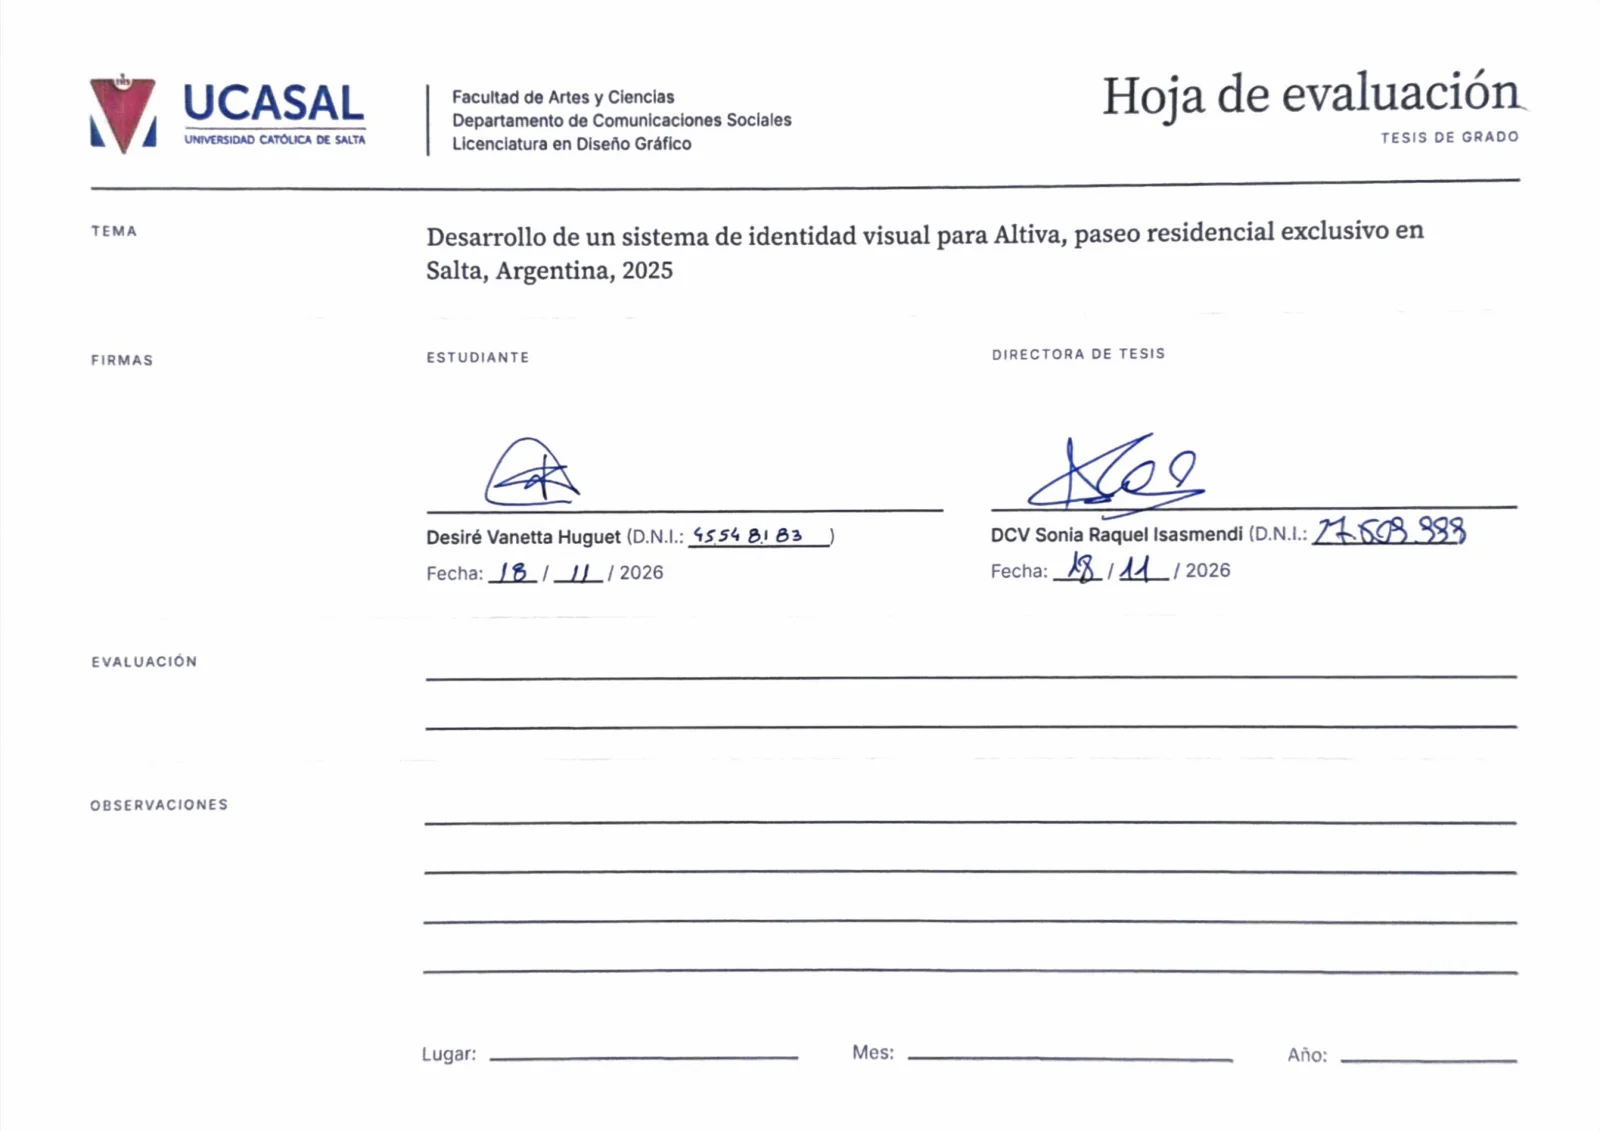 UCASAL
UNIVERSIDAD CATÓLICA DE SALTA
Facultad de Artes y Ciencias
Departamento de Comunicaciones Sociales
Licenciatura en Diseño Gráfico
Hoja de evaluación
TESIS DE GRADO
TEMA
Desarrollo de un sistema de identidad visual para Altiva, paseo residencial exclusivo en
Salta, Argentina, 2025
FIRMAS
ESTUDIANTE
DIRECTORA DE TESIS
Desiré Vanetta Huguet (D.N.I.: 45548183)
DCV Sonia Raquel Isasmendi (D.N.I.:
Fecha: 18 / 11 / 2026
Fecha: 18 / 11 / 2026
EVALUACIÓN
OBSERVACIONES
Lugar:
Mes:
Año: